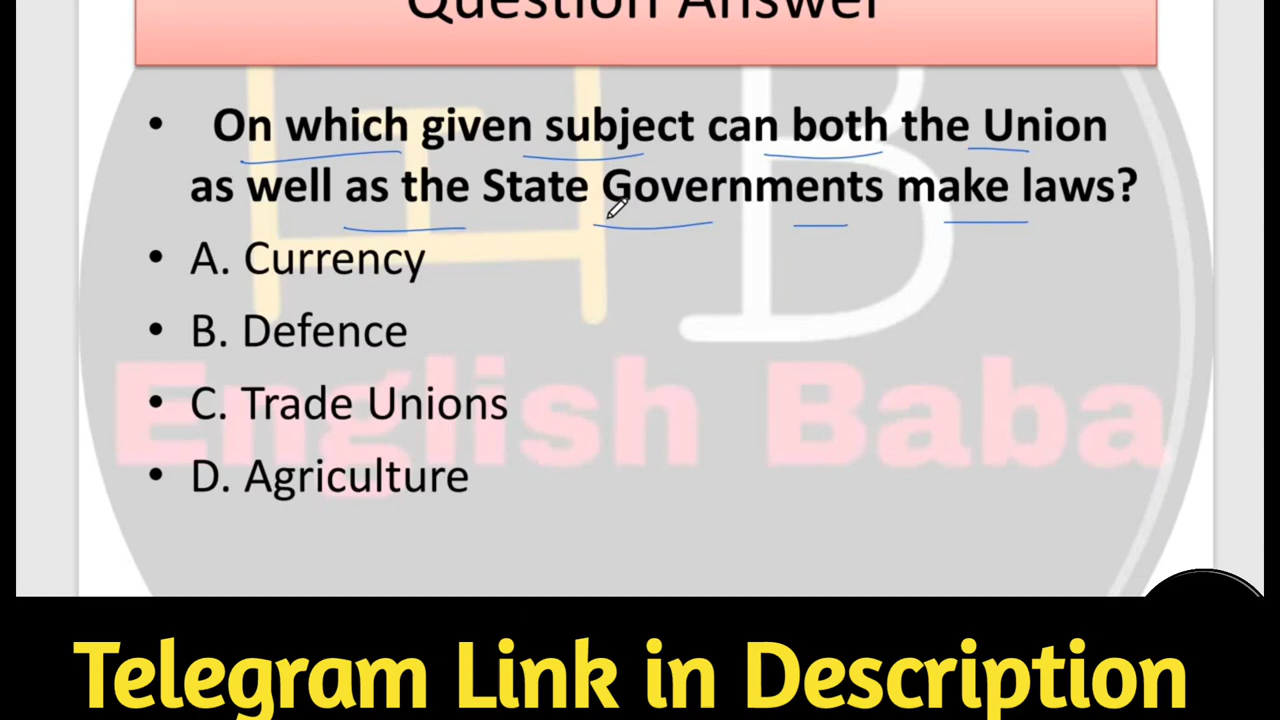 Question Answer
• On which given subject can both the Union
as well as the State Governments make laws?
• A. Currency
• B. Defence
• C. Trade Unions
• D. Agriculture
English Baba
Telegram Link in Description